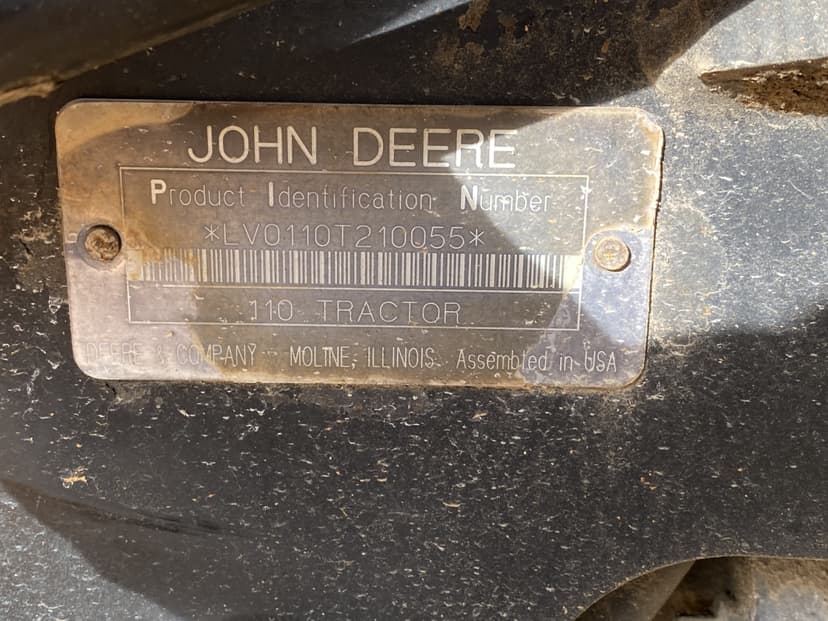 JOHN DEERE
Product Identification Number
*LV0110T210055*
110 TRACTOR
DEERE & COMPANY MOLINE, ILLINOIS Assembled in USA